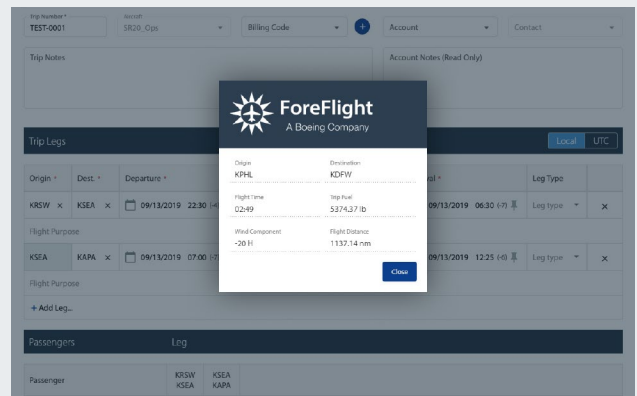 Trip Number *
TEST-0001
Aircraft
SR20_Ops
Billing Code
Account
Contact
Trip Notes
Account Notes (Read Only)
ForeFlight
A Boeing Company
Trip Legs
Local UTC
Origin
KPHL
Destination
KDFW
Flight Time
02:49
Trip Fuel
5374.37 lb
Wind Component
-20 H
Flight Distance
1137.14 nm
Close
Origin * Dest. * Departure * Leg Type
KRSW × KSEA × 09/13/2019 22:30 09/13/2019 06:30 (-7) Leg type ×
Flight Purpose
KSEA KAPA × 09/13/2019 07:00 09/13/2019 12:25 (-6) Leg type ×
Flight Purpose
+ Add Leg...
Passengers Leg
Passenger
KRSW KSEA
KSEA KAPA